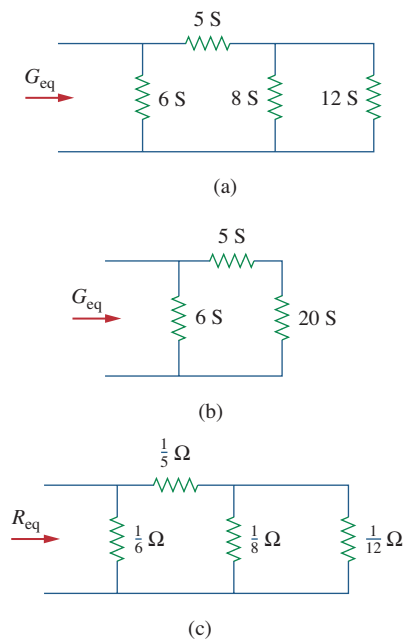 5 S
G_eq
6 S 8 S 12 S
(a)
5 S
G_eq
6 S 20 S
(b)
1/5 Ω
R_eq
1/6 Ω 1/8 Ω 1/12 Ω
(c)